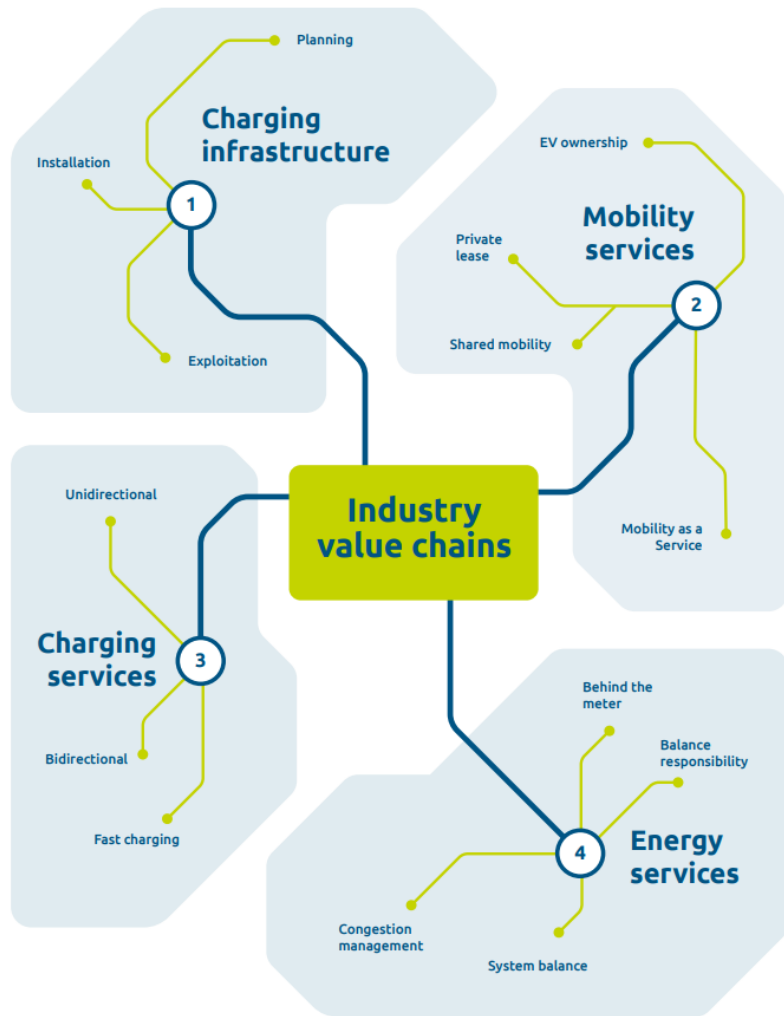 Planning
Charging
infrastructure
Installation
1
Exploitation
EV ownership
Mobility
services
Private
lease
2
Shared mobility
Mobility as a
Service
Industry
value chains
Unidirectional
Charging
services
3
Bidirectional
Fast charging
Behind the
meter
Balance
responsibility
4
Energy
services
Congestion
management
System balance